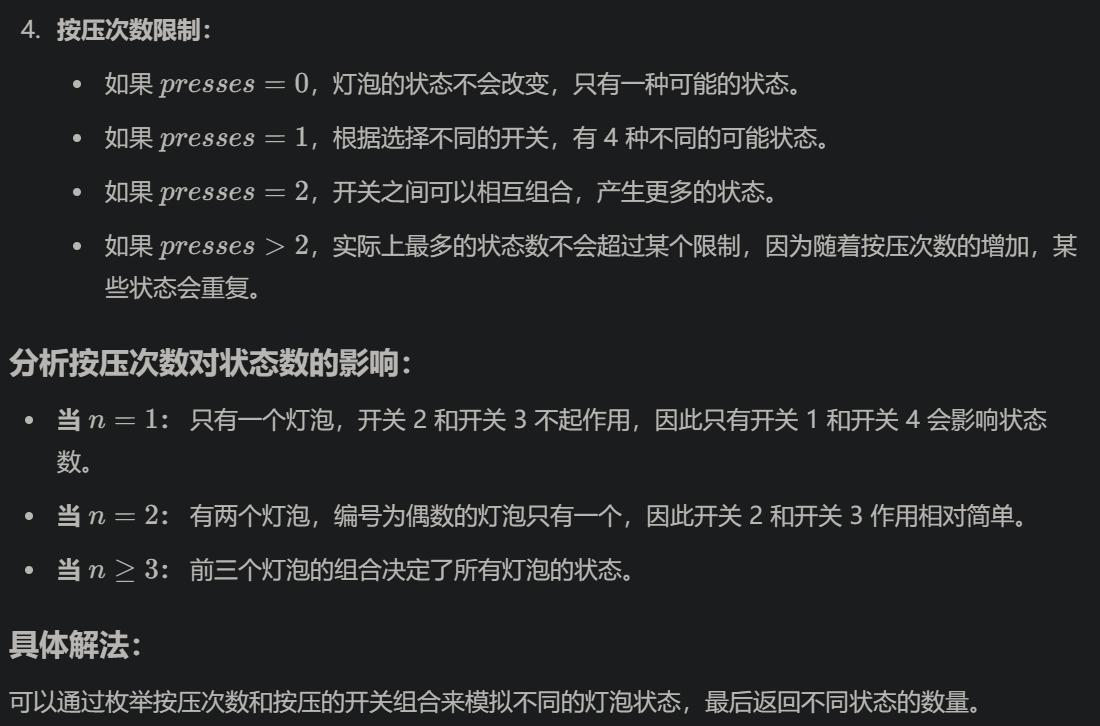 4. 按压次数限制：
• 如果 presses = 0，灯泡的状态不会改变，只有一种可能的状态。
• 如果 presses = 1，根据选择不同的开关，有 4 种不同的可能状态。
• 如果 presses = 2，开关之间可以相互组合，产生更多的状态。
• 如果 presses > 2，实际上最多的状态数不会超过某个限制，因为随着按压次数的增加，某
些状态会重复。
分析按压次数对状态数的影响：
• 当 n = 1： 只有一个灯泡，开关 2 和开关 3 不起作用，因此只有开关 1 和开关 4 会影响状态
数。
• 当 n = 2： 有两个灯泡，编号为偶数的灯泡只有一个，因此开关 2 和开关 3 作用相对简单。
• 当 n ≥ 3： 前三个灯泡的组合决定了所有灯泡的状态。
具体解法：
可以通过枚举按压次数和按压的开关组合来模拟不同的灯泡状态，最后返回不同状态的数量。